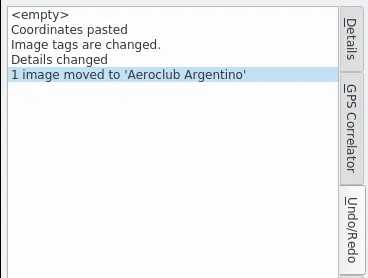 <empty>
Coordinates pasted
Image tags are changed.
Details changed
1 image moved to 'Aeroclub Argentino'
Details
GPS Correlator
Undo/Redo